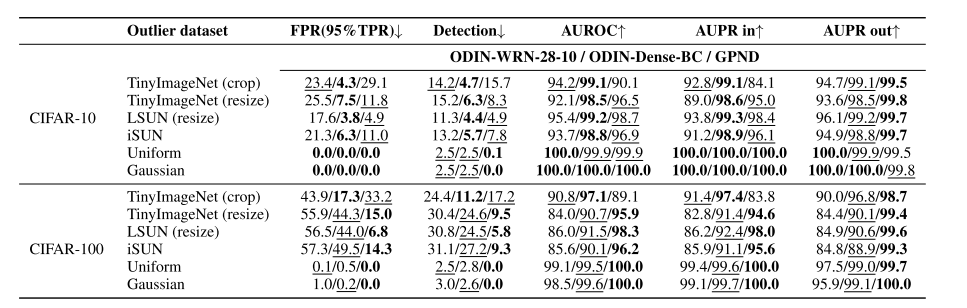 Outlier dataset FPR(95%TPR)↓ Detection↓ AUROC↑ AUPR in↑ AUPR out↑
ODIN-WRN-28-10 / ODIN-Dense-BC / GPND
CIFAR-10
TinyImageNet (crop) 23.4/4.3/29.1 14.2/4.7/15.7 94.2/99.1/90.1 92.8/99.1/84.1 94.7/99.1/99.5
TinyImageNet (resize) 25.5/7.5/11.8 15.2/6.3/8.3 92.1/98.5/96.5 89.0/98.6/95.0 93.6/98.5/99.8
LSUN (resize) 17.6/3.8/4.9 11.3/4.4/4.9 95.4/99.2/98.7 93.8/99.3/98.4 96.1/99.2/99.7
iSUN 21.3/6.3/11.0 13.2/5.7/7.8 93.7/98.8/96.9 91.2/98.9/96.1 94.9/98.8/99.7
Uniform 0.0/0.0/0.0 2.5/2.5/0.1 100.0/99.9/99.9 100.0/100.0/100.0 100.0/99.9/99.5
Gaussian 0.0/0.0/0.0 2.5/2.5/0.0 100.0/100.0/100.0 100.0/100.0/100.0 100.0/100.0/99.8
CIFAR-100
TinyImageNet (crop) 43.9/17.3/33.2 24.4/11.2/17.2 90.8/97.1/89.1 91.4/97.4/83.8 90.0/96.8/98.7
TinyImageNet (resize) 55.9/44.3/15.0 30.4/24.6/9.5 84.0/90.7/95.9 82.8/91.4/94.6 84.4/90.1/99.4
LSUN (resize) 56.5/44.0/6.8 30.8/24.5/5.8 86.0/91.5/98.3 86.2/92.4/98.0 84.9/90.6/99.6
iSUN 57.3/49.5/14.3 31.1/27.2/9.3 85.6/90.1/96.2 85.9/91.1/95.6 84.8/88.9/99.3
Uniform 0.1/0.5/0.0 2.5/2.8/0.0 99.1/99.5/100.0 99.4/99.6/100.0 97.5/99.0/99.7
Gaussian 1.0/0.2/0.0 3.0/2.6/0.0 98.5/99.6/100.0 99.1/99.7/100.0 95.9/99.1/100.0